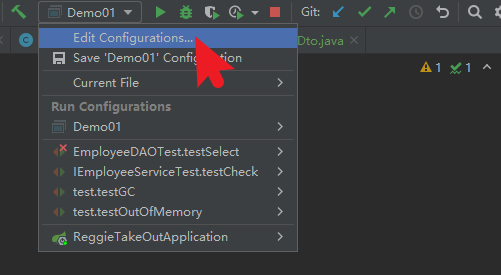 Demo01
Git:
Dto.java
Edit Configurations...
1
1
Save 'Demo01' Configuration
Current File
Run Configurations
Demo01
EmployeeDAOTest.testSelect
IEmployeeServiceTest.testCheck
test.testGC
test.testOutOfMemory
ReggieTakeOutApplication